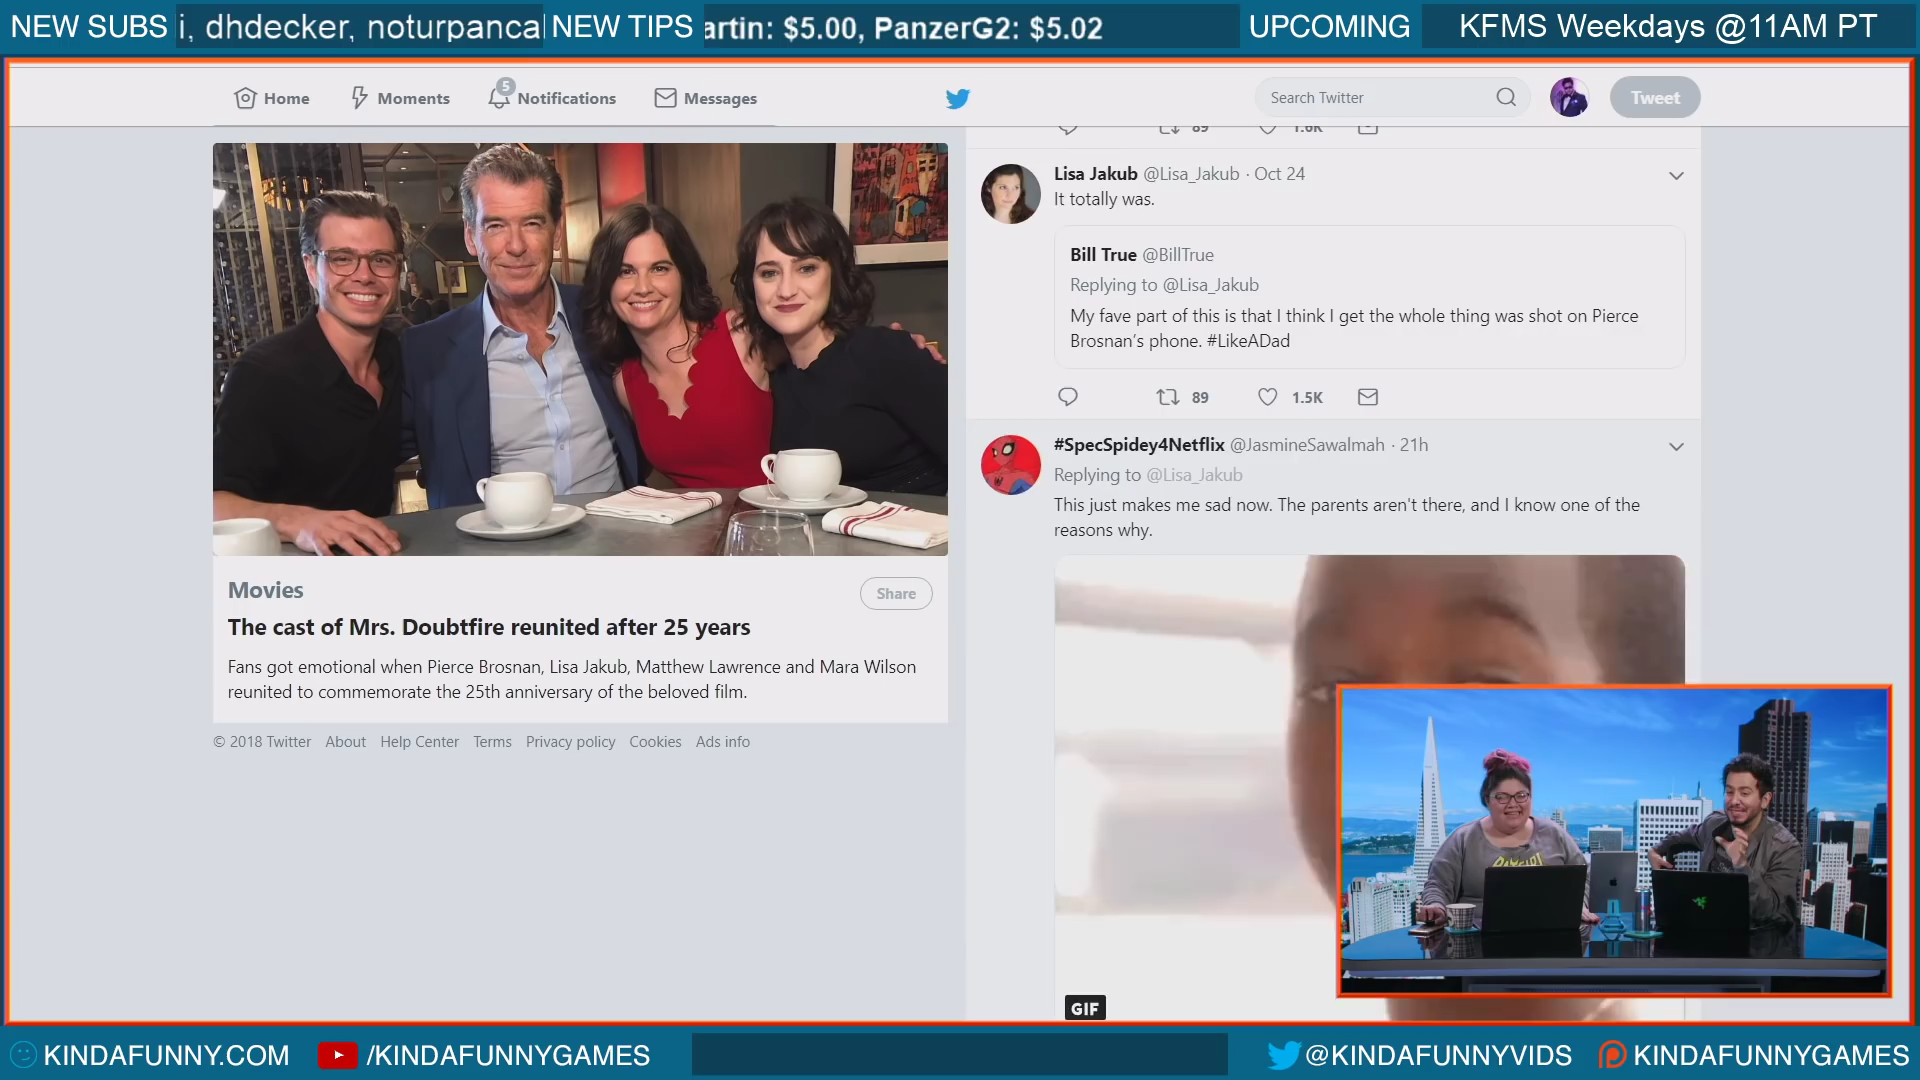 NEW SUBS
i, dhdecker, noturpanca
NEW TIPS
artin: $5.00, PanzerG2: $5.02
UPCOMING
KFMS Weekdays @11AM PT
Home
Moments
5
Notifications
Messages
Search Twitter
Tweet
89
1.6K
Lisa Jakub @Lisa_Jakub · Oct 24
It totally was.
Bill True @BillTrue
Replying to @Lisa_Jakub
My fave part of this is that I think I get the whole thing was shot on Pierce
Brosnan's phone. #LikeADad
89
1.5K
#SpecSpidey4Netflix @JasmineSawalmah · 21h
Replying to @Lisa_Jakub
This just makes me sad now. The parents aren't there, and I know one of the
reasons why.
GIF
Movies
Share
The cast of Mrs. Doubtfire reunited after 25 years
Fans got emotional when Pierce Brosnan, Lisa Jakub, Matthew Lawrence and Mara Wilson
reunited to commemorate the 25th anniversary of the beloved film.
© 2018 Twitter About Help Center Terms Privacy policy Cookies Ads info
KINDAFUNNY.COM
/KINDAFUNNYGAMES
@KINDAFUNNYVIDS
KINDAFUNNYGAMES